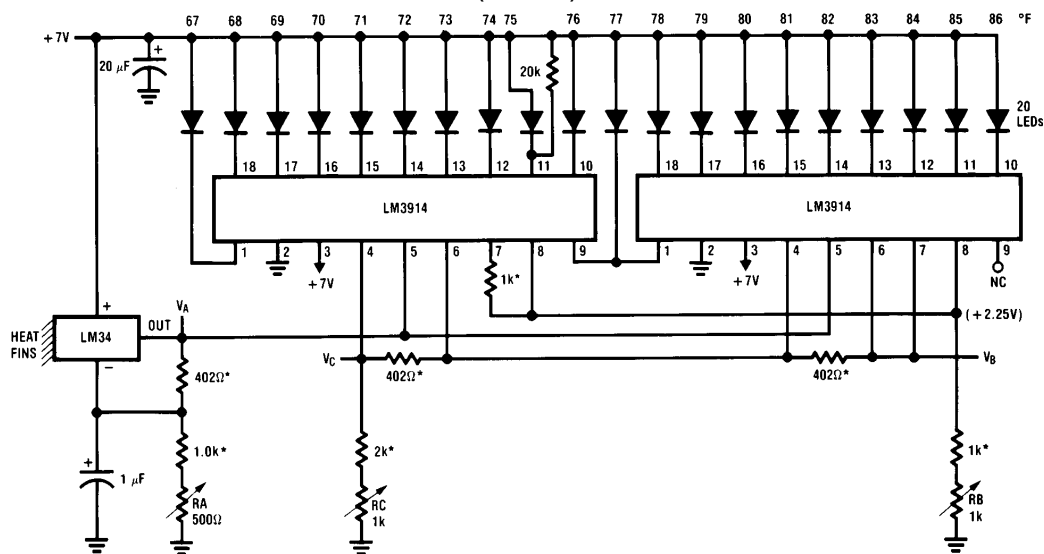 67 68 69 70 71 72 73 74 75 76 77 78 79 80 81 82 83 84 85 86 °F
+7V
20 μF
20k
20
LEDs
18 17 16 15 14 13 12 11 10 18 17 16 15 14 13 12 11 10
LM3914 LM3914
1 2 3 4 5 6 7 8 9 1 2 3 4 5 6 7 8 9
+7V 1k* +7V NC
VA
+ OUT (+2.25V)
HEAT
FINS
LM34
−
VC 402Ω* 402Ω* VB
402Ω*
1.0k* 2k* 1k*
+
1 μF
RA
500Ω
RC
1k
RB
1k